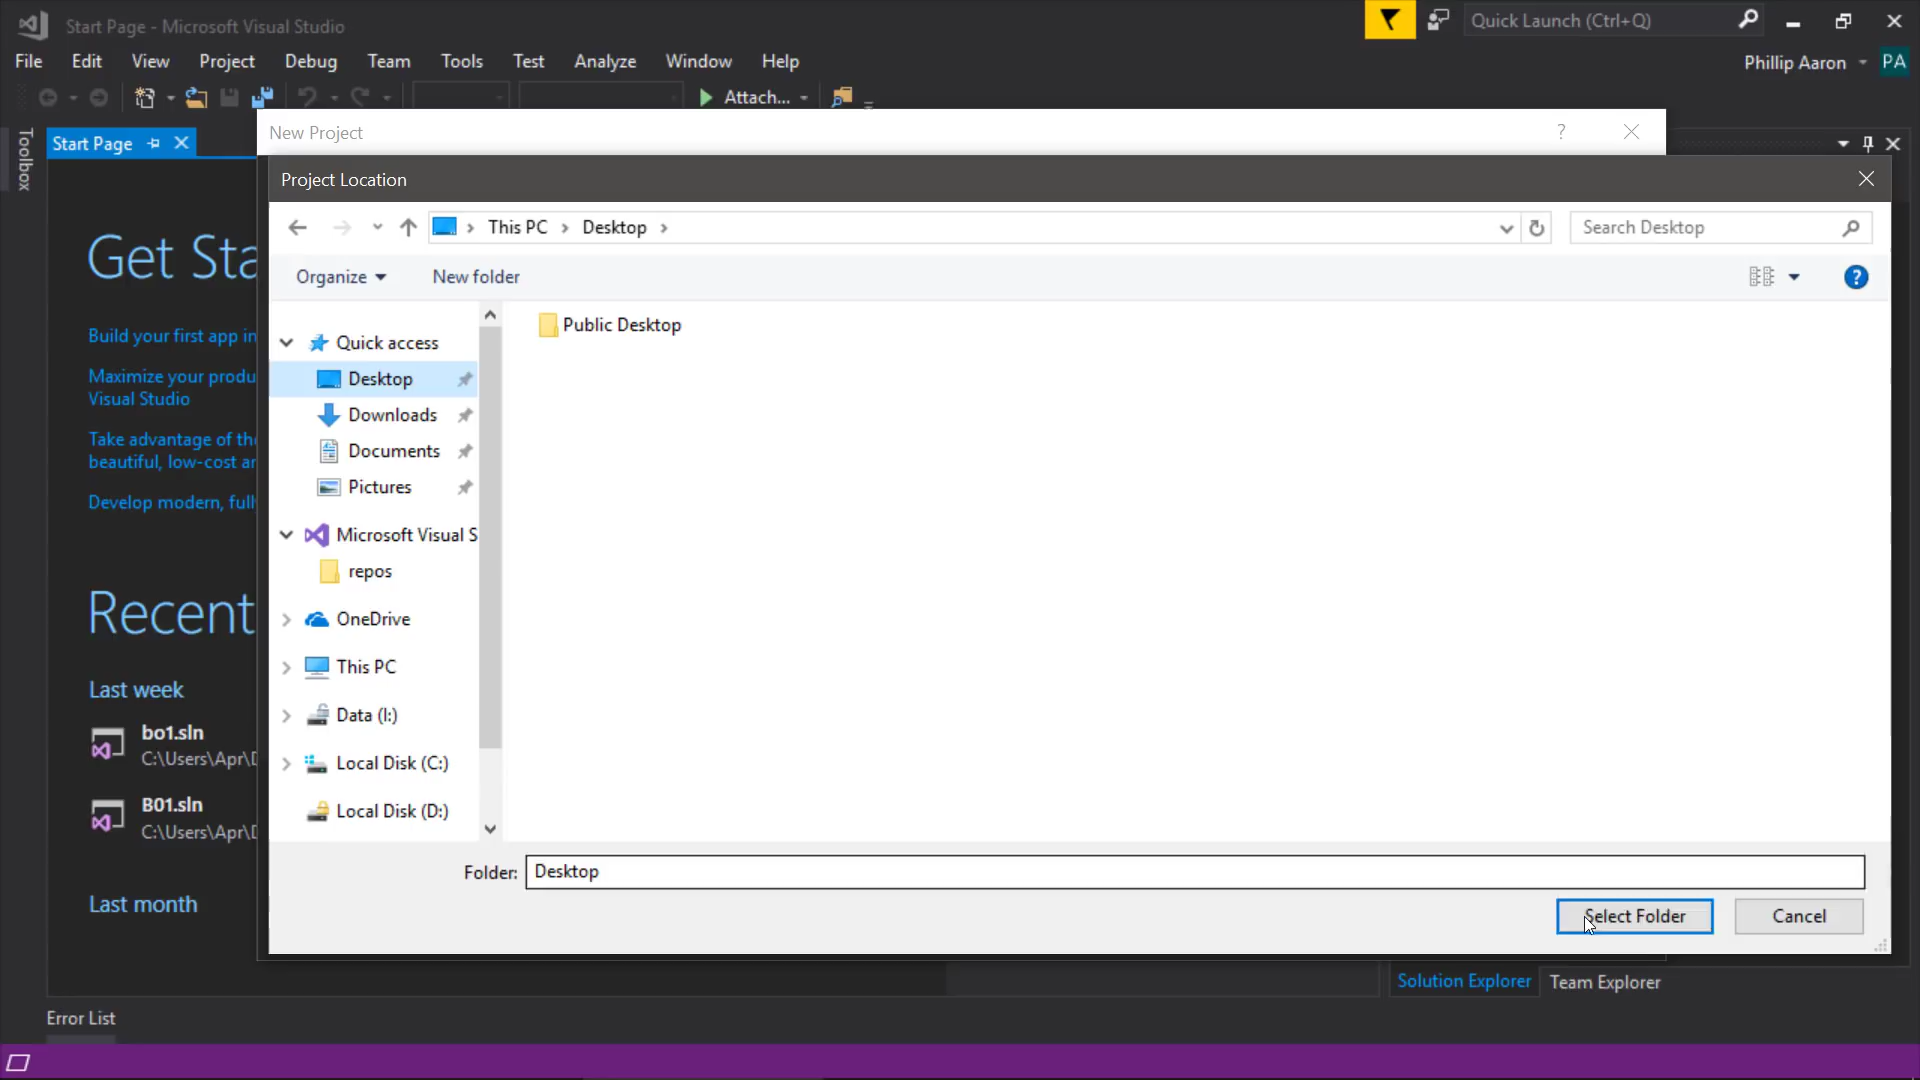 Start Page - Microsoft Visual Studio
Quick Launch (Ctrl+Q)
File Edit View Project Debug Team Tools Test Analyze Window Help
Phillip Aaron PA
Attach...
Toolbox
Start Page
New Project
?
Project Location
This PC > Desktop >
Search Desktop
Organize
New folder
?
Get Sta
Build your first app in
Maximize your produ
Visual Studio
Take advantage of the
beautiful, low-cost
Develop modern, full
Recent
Last week
bo1.sln
C:\Users\Apr\D
B01.sln
C:\Users\Apr\D
Last month
Quick access
Desktop
Downloads
Documents
Pictures
Microsoft Visual S
repos
OneDrive
This PC
Data (I:)
Local Disk (C:)
Local Disk (D:)
Public Desktop
Folder: Desktop
Select Folder
Cancel
Solution Explorer
Team Explorer
Error List